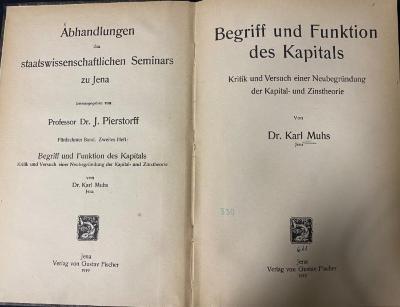 Abhandlungen
des
staatswissenschaftlichen Seminars
zu Jena
herausgegeben von
Professor Dr. J. Pierstorff
Fünfzehnter Band. Zweites Heft:
Begriff und Funktion des Kapitals
Kritik und Versuch einer Neubegründung der Kapital- und Zinstheorie
von
Dr. Karl Muhs
Jena
Jena
Verlag von Gustav Fischer
1919
Begriff und Funktion
des Kapitals
Kritik und Versuch einer Neubegründung
der Kapital- und Zinstheorie
Von
Dr. Karl Muhs
Jena
330
Jena
Verlag von Gustav Fischer
1919